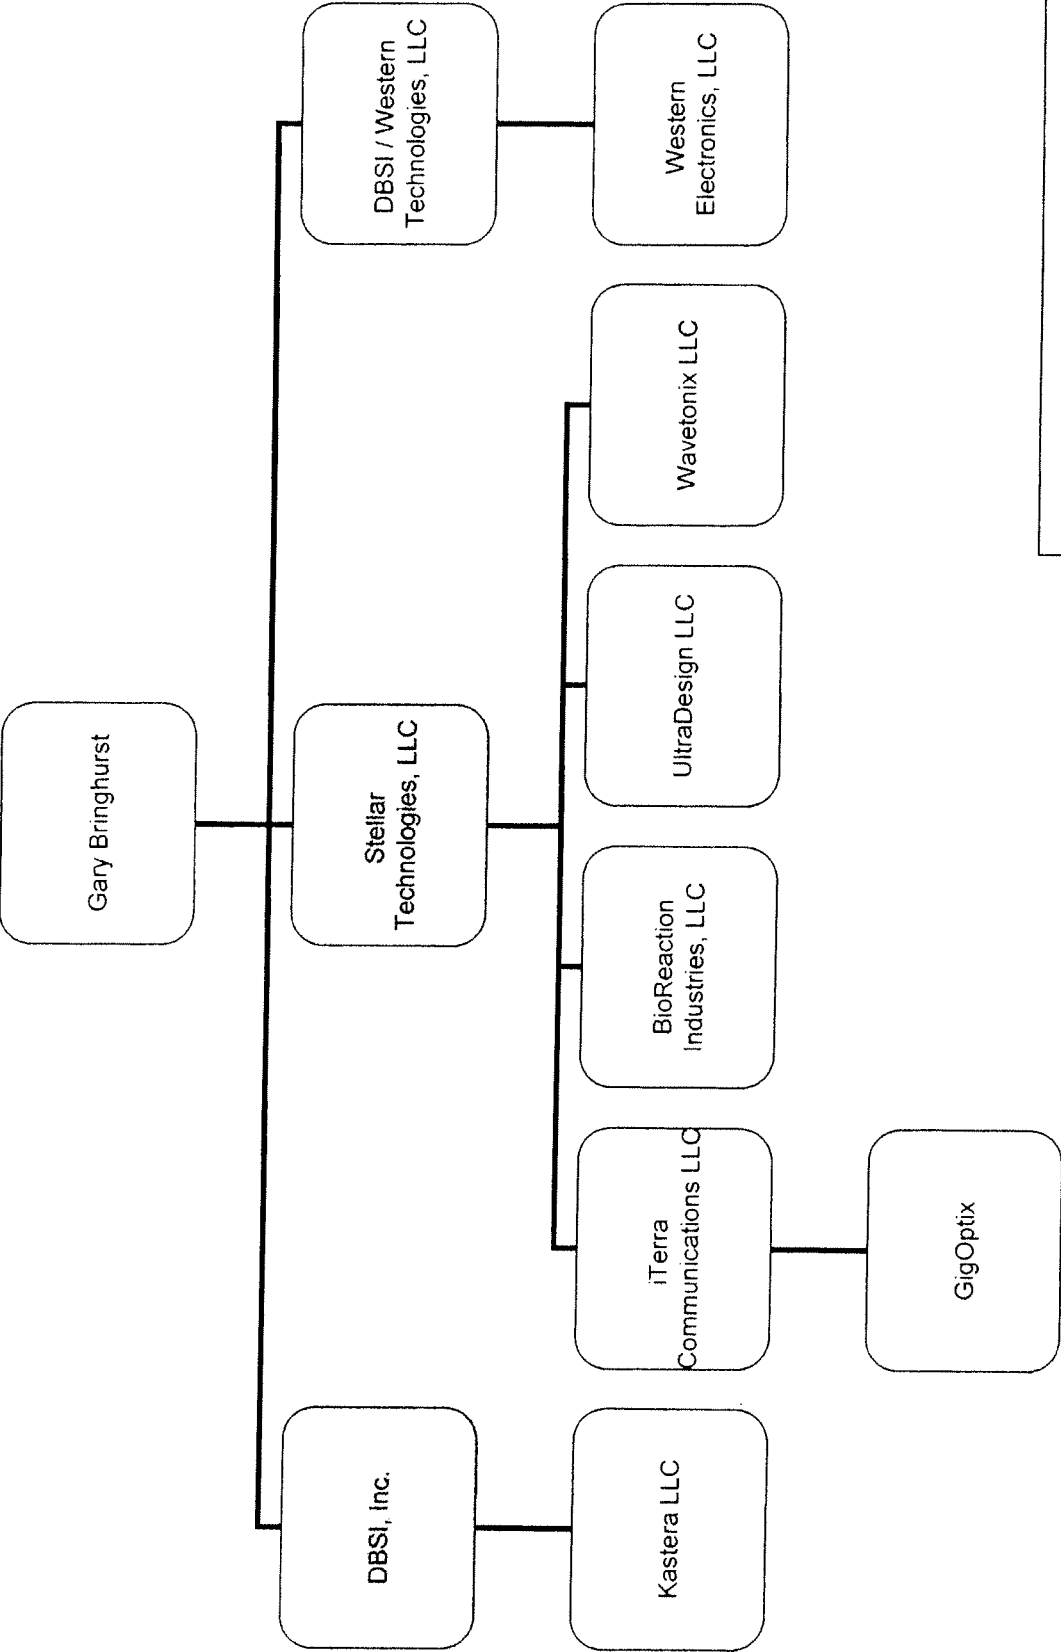 Gary Bringhurst
DBSI, Inc.
Stellar
Technologies, LLC
DBSI / Western
Technologies, LLC
Kastera LLC
iTerra
Communications LLC
BioReaction
Industries, LLC
UltraDesign LLC
Wavetonix LLC
Western
Electronics, LLC
GigOptix